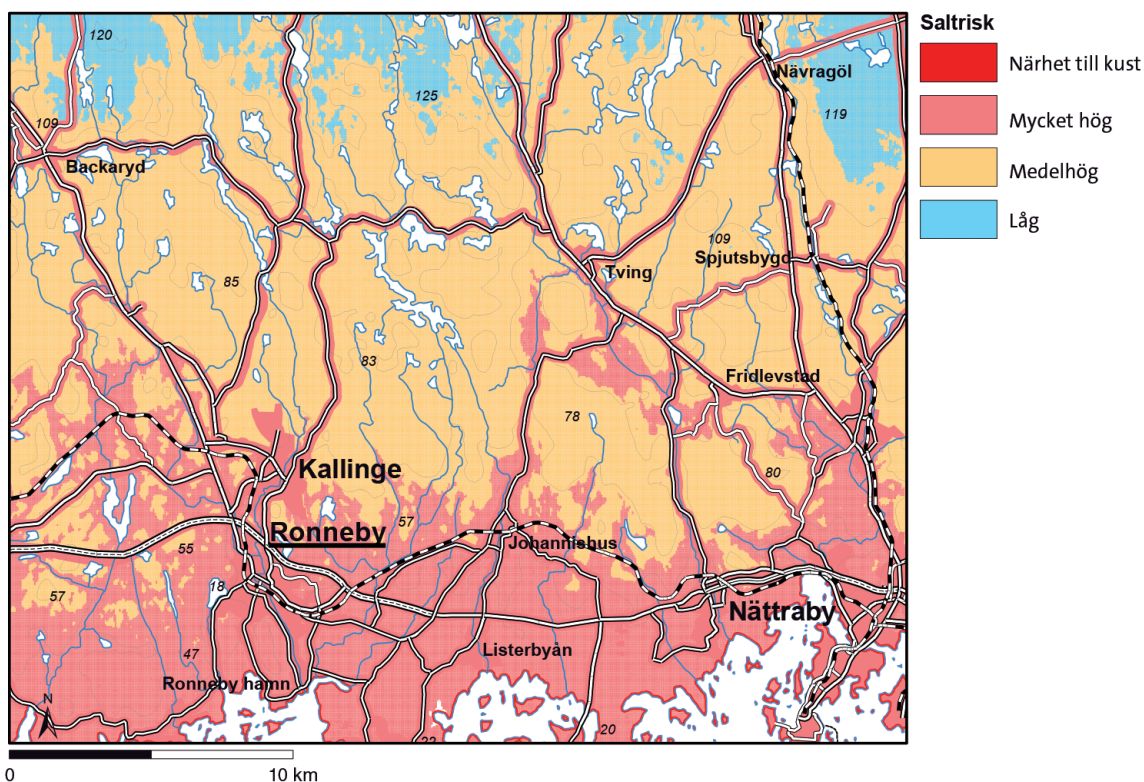 Saltrisk
Närhet till kust
Mycket hög
Medelhög
Låg
120
Nävragöl
125
119
109
Backaryd
109
Spjutsbygd
Tving
85
83
Fridlevstad
78
Kallinge
80
57
Ronneby
Johannishus
55
18
57
Nättraby
Listerbyån
47
Ronneby hamn
N
20
22
0
10 km